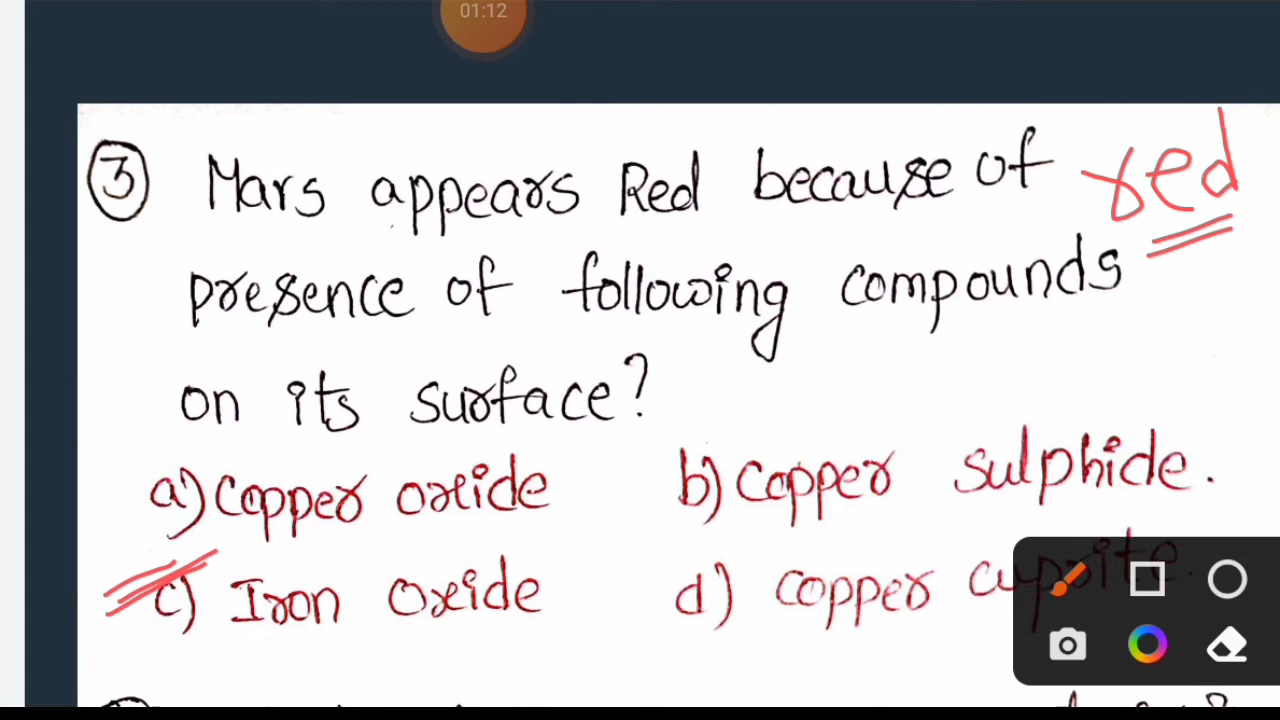 01:12
3 Mars appears Red because of red
presence of following compounds
on its surface?
a) Copper oxide b) Copper sulphide.
c) Iron Oxide d) Copper cuprite.